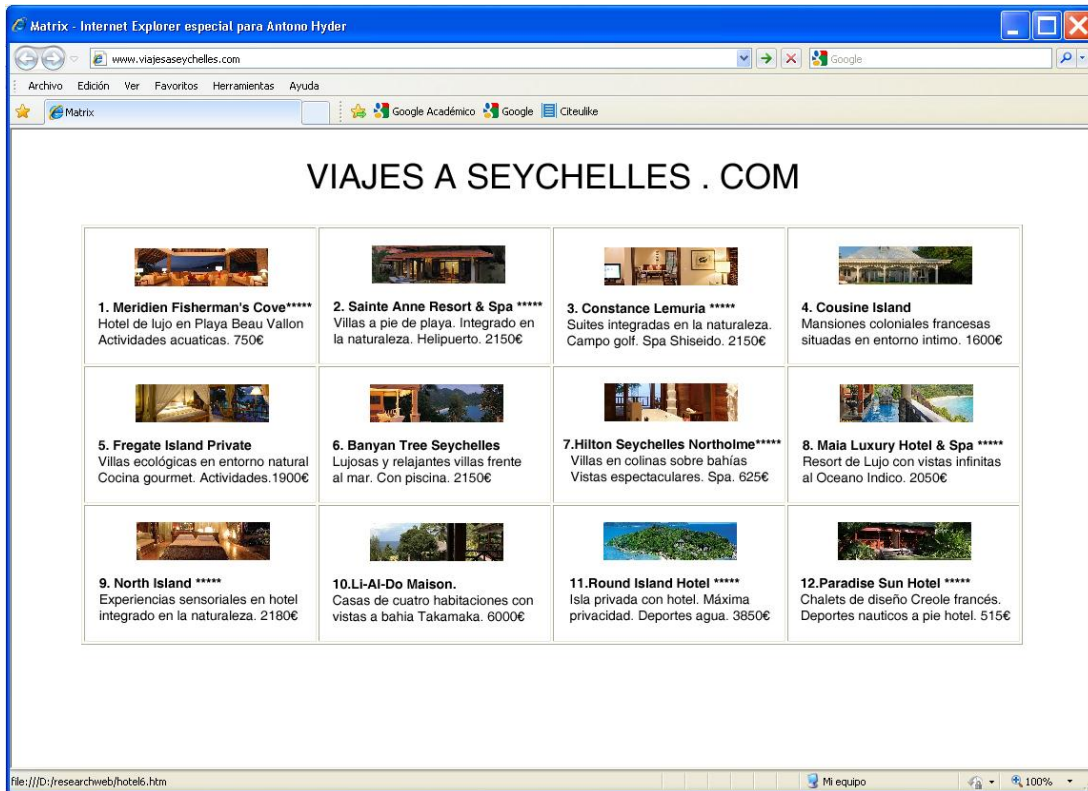 Matrix - Internet Explorer especial para Antono Hyder
www.viajesaseychelles.com
Google
Archivo Edición Ver Favoritos Herramientas Ayuda
Matrix
Google Académico Google Citeulike
VIAJES A SEYCHELLES . COM
1. Meridien Fisherman's Cove*****
Hotel de lujo en Playa Beau Vallon
Actividades acuaticas. 750€
2. Sainte Anne Resort & Spa *****
Villas a pie de playa. Integrado en
la naturaleza. Helipuerto. 2150€
3. Constance Lemuria *****
Suites integradas en la naturaleza.
Campo golf. Spa Shiseido. 2150€
4. Cousine Island
Mansiones coloniales francesas
situadas en entorno intimo. 1600€
5. Fregate Island Private
Villas ecológicas en entorno natural
Cocina gourmet. Actividades.1900€
6. Banyan Tree Seychelles
Lujosas y relajantes villas frente
al mar. Con piscina. 2150€
7.Hilton Seychelles Northolme*****
Villas en colinas sobre bahías
Vistas espectaculares. Spa. 625€
8. Maia Luxury Hotel & Spa *****
Resort de Lujo con vistas infinitas
al Oceano Indico. 2050€
9. North Island *****
Experiencias sensoriales en hotel
integrado en la naturaleza. 2180€
10.Li-Al-Do Maison.
Casas de cuatro habitaciones con
vistas a bahia Takamaka. 6000€
11.Round Island Hotel *****
Isla privada con hotel. Máxima
privacidad. Deportes agua. 3850€
12.Paradise Sun Hotel *****
Chalets de diseño Creole francés.
Deportes nauticos a pie hotel. 515€
file:///D:/researchweb/hotel6.htm
Mi equipo
100%